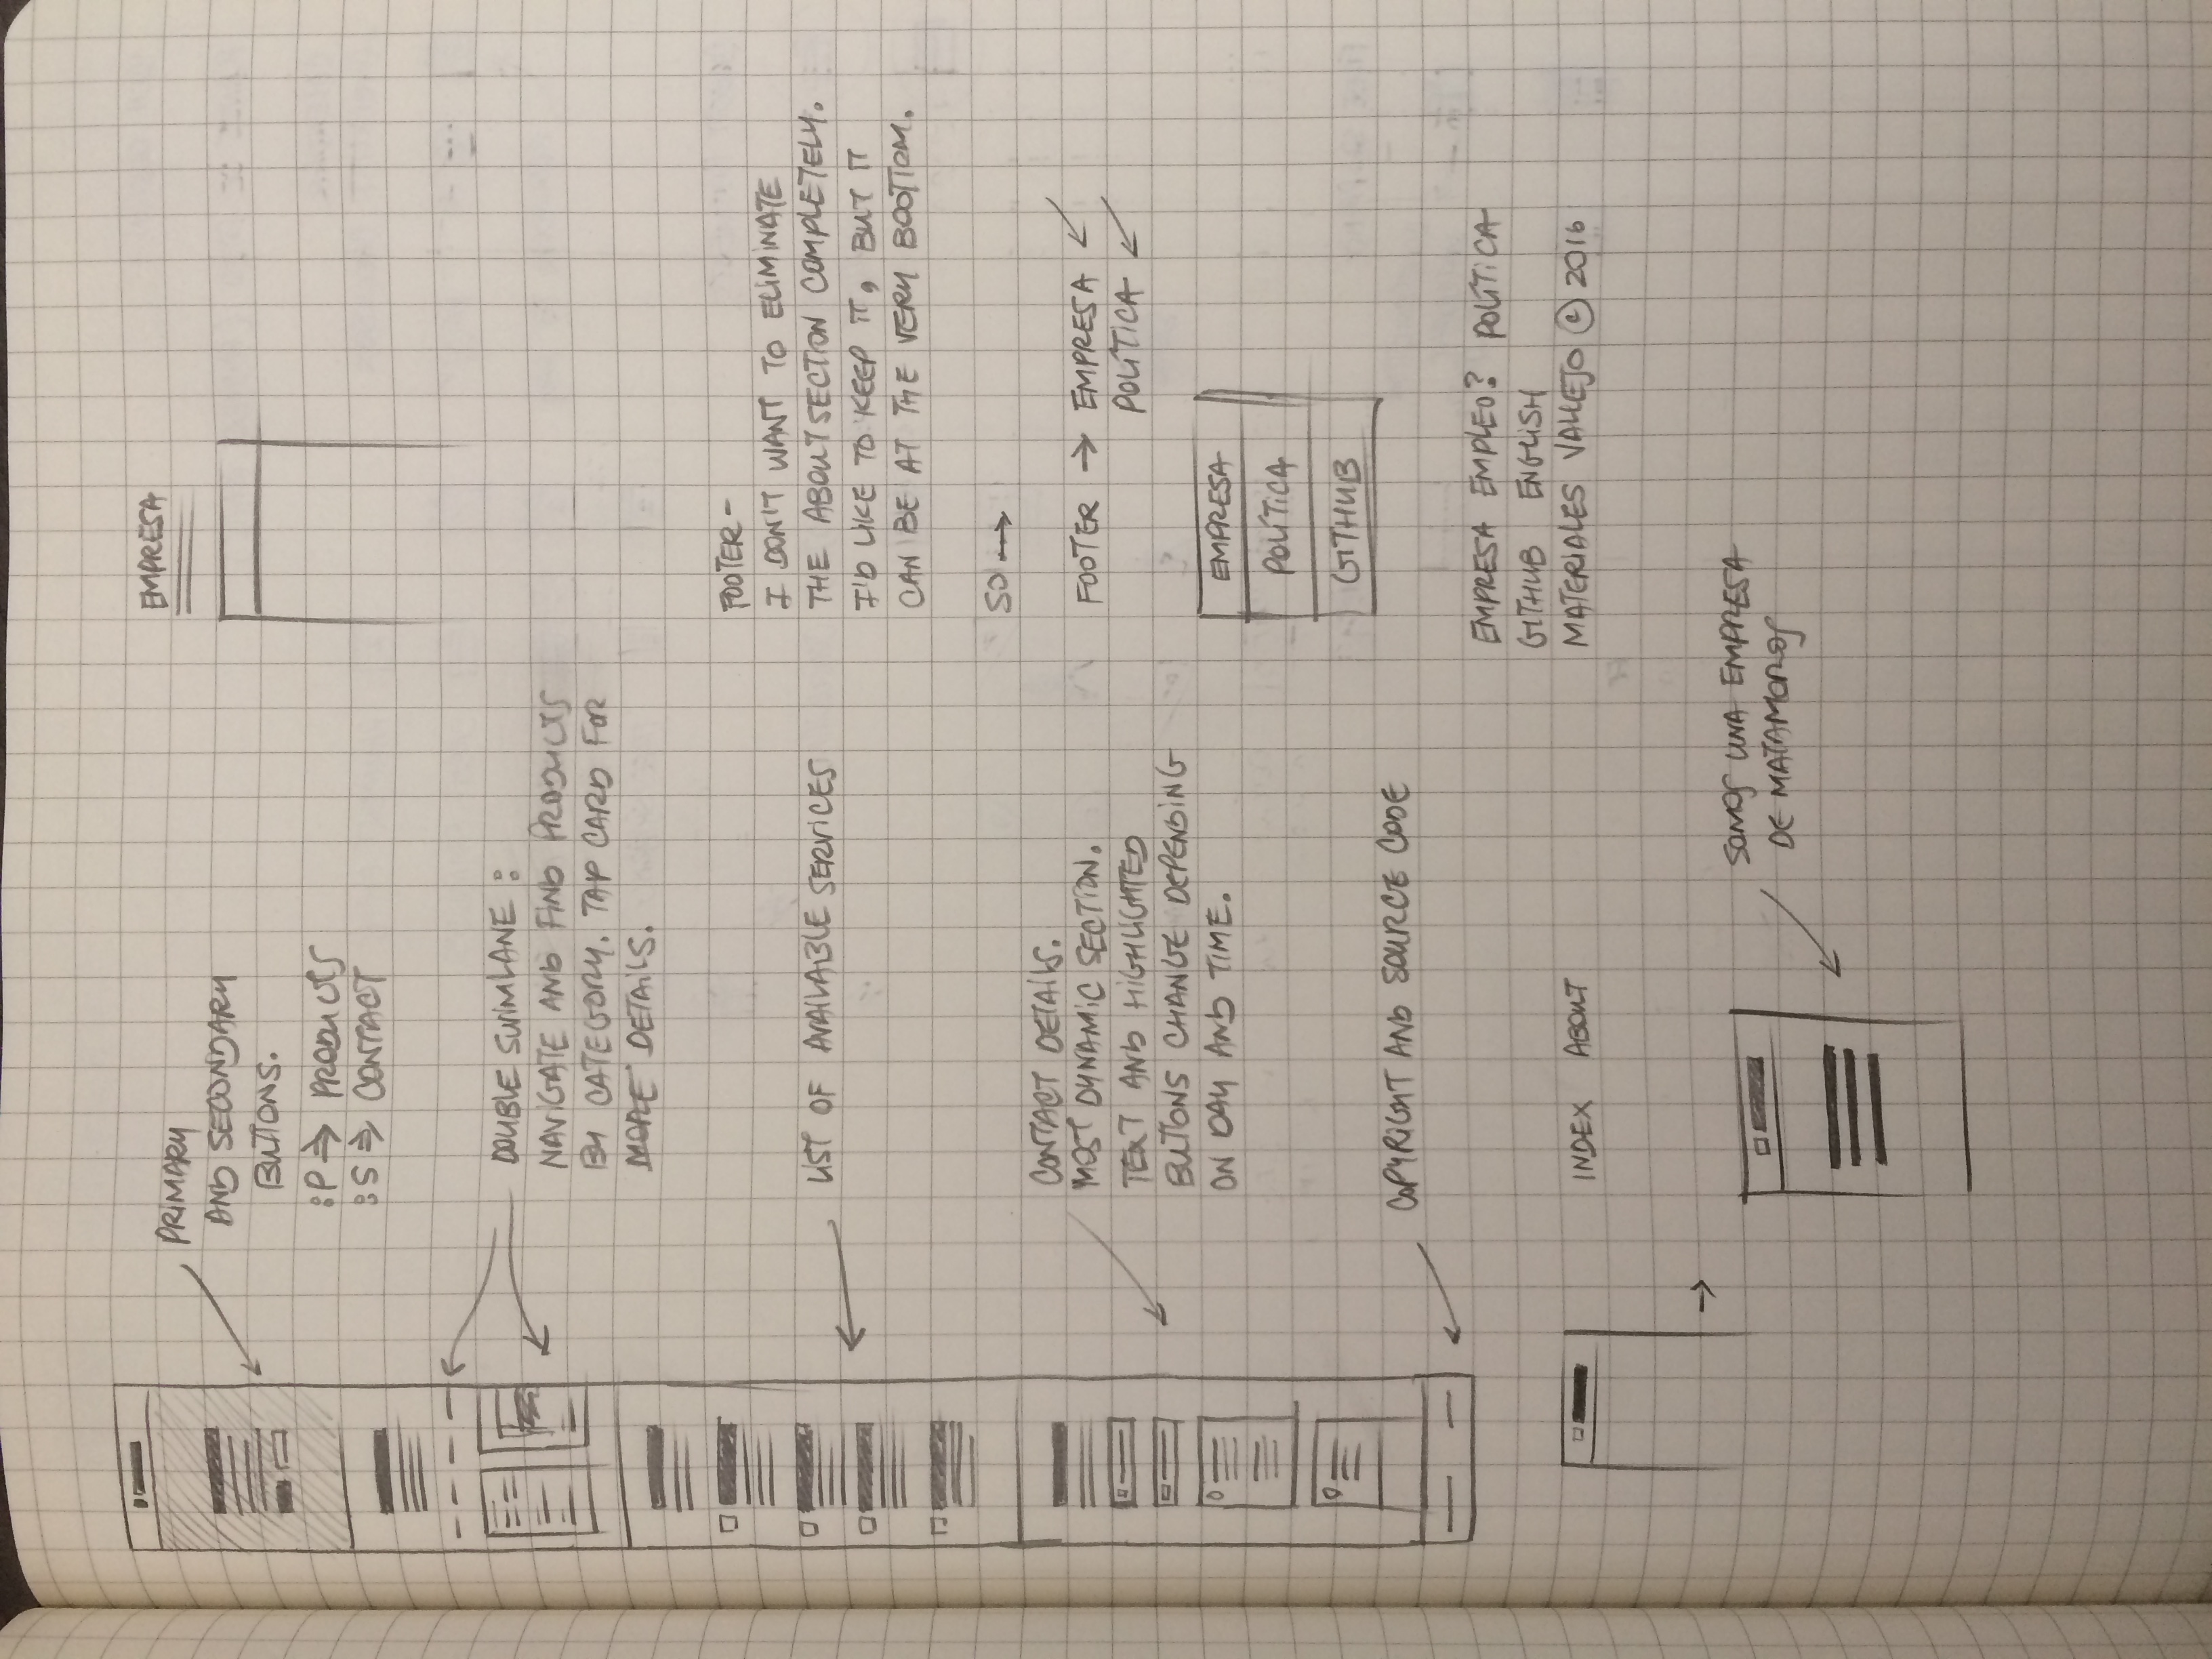 PRIMARY
AND SECONDARY
BUTTONS.
:P ⇒ PRODUCTS
:S ⇒ CONTACT
DOUBLE SWIMLANE :
NAVIGATE AND FIND PRODUCTS
BY CATEGORY. TAP CARD FOR
MORE DETAILS.
LIST OF AVAILABLE SERVICES
CONTACT DETAILS.
MOST DYNAMIC SECTION.
TEXT AND HIGHLIGHTED
BUTTONS CHANGE DEPENDING
ON DAY AND TIME.
COPYRIGHT AND SOURCE CODE
INDEX ABOUT
SOMOS UNA EMPRESA
DE MATAMOROS
EMPRESA
FOOTER -
I DON'T WANT TO ELIMINATE
THE ABOUT SECTION COMPLETELY.
I'D LIKE TO KEEP IT, BUT IT
CAN BE AT THE VERY BOOTTOM.
SO →
FOOTER → EMPRESA
POLÍTICA
EMPRESA
POLÍTICA
GITHUB
EMPRESA EMPLEO? POLÍTICA
GITHUB ENGLISH
MATERIALES VALLEJO © 2016